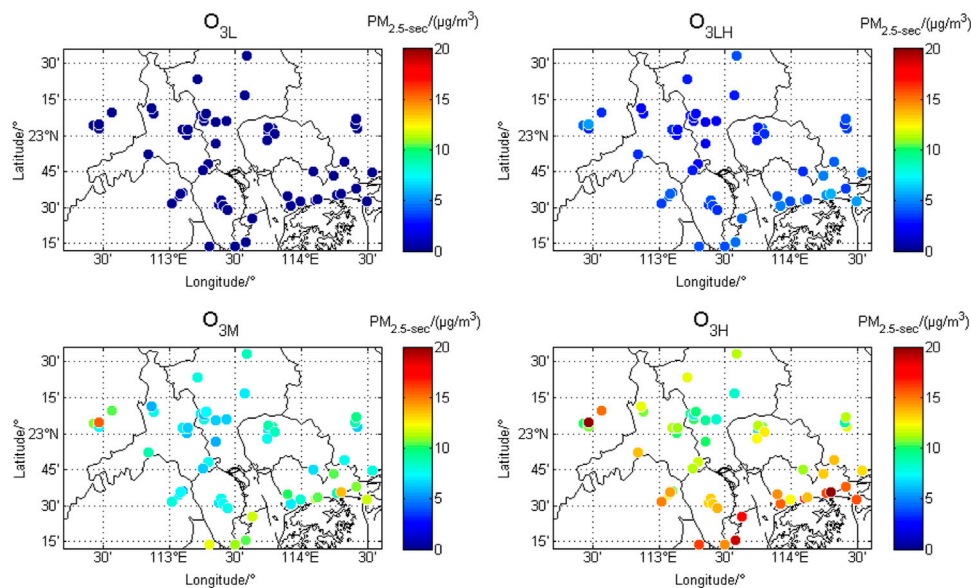 O3L
PM2.5-sec/(µg/m3)
30'
15'
23°N
45'
30'
15'
30'
113°E
30'
114°E
30'
Latitude/°
Longitude/°
20
15
10
5
0
O3LH
PM2.5-sec/(µg/m3)
30'
15'
23°N
45'
30'
15'
30'
113°E
30'
114°E
30'
Latitude/°
Longitude/°
20
15
10
5
0
O3M
PM2.5-sec/(µg/m3)
30'
15'
23°N
45'
30'
15'
30'
113°E
30'
114°E
30'
Latitude/°
Longitude/°
20
15
10
5
0
O3H
PM2.5-sec/(µg/m3)
30'
15'
23°N
45'
30'
15'
30'
113°E
30'
114°E
30'
Latitude/°
Longitude/°
20
15
10
5
0